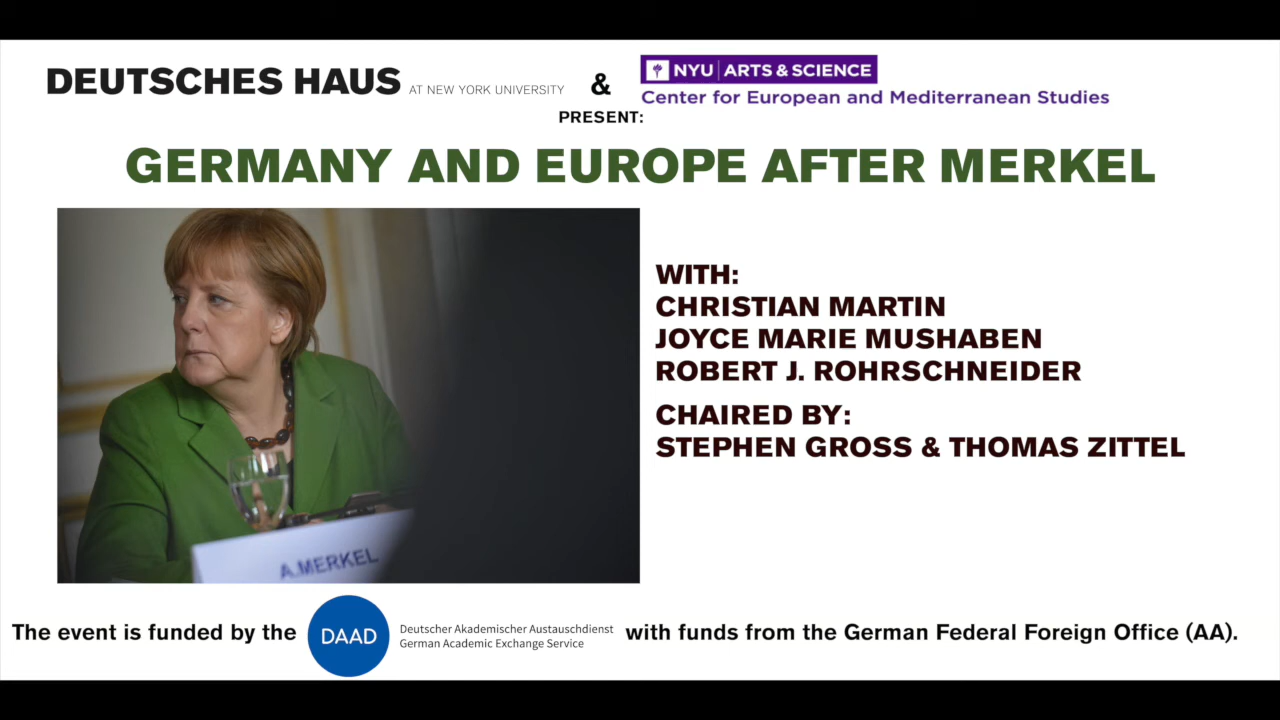 DEUTSCHES HAUS AT NEW YORK UNIVERSITY & NYU ARTS & SCIENCE
Center for European and Mediterranean Studies
PRESENT:
GERMANY AND EUROPE AFTER MERKEL
WITH:
CHRISTIAN MARTIN
JOYCE MARIE MUSHABEN
ROBERT J. ROHRSCHNEIDER
CHAIRED BY:
STEPHEN GROSS & THOMAS ZITTEL
A.MERKEL
The event is funded by the DAAD Deutscher Akademischer Austauschdienst
German Academic Exchange Service
with funds from the German Federal Foreign Office (AA).